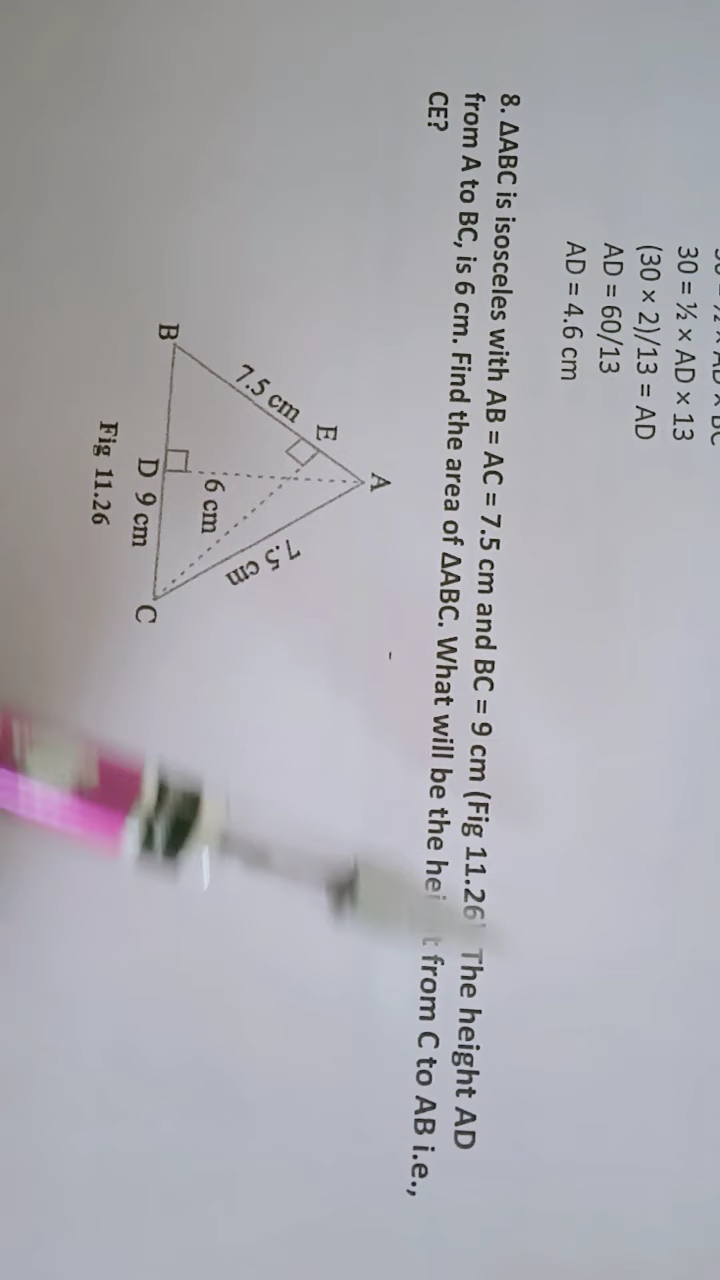 30 = ½ × AD × 13
(30 × 2)/13 = AD
AD = 60/13
AD = 4.6 cm
8. ΔABC is isosceles with AB = AC = 7.5 cm and BC = 9 cm (Fig 11.26 The height AD
from A to BC, is 6 cm. Find the area of ΔABC. What will be the from C to AB i.e.,
CE?
A
E
7.5 cm
7.5 cm
6 cm
B
D 9 cm
C
Fig 11.26